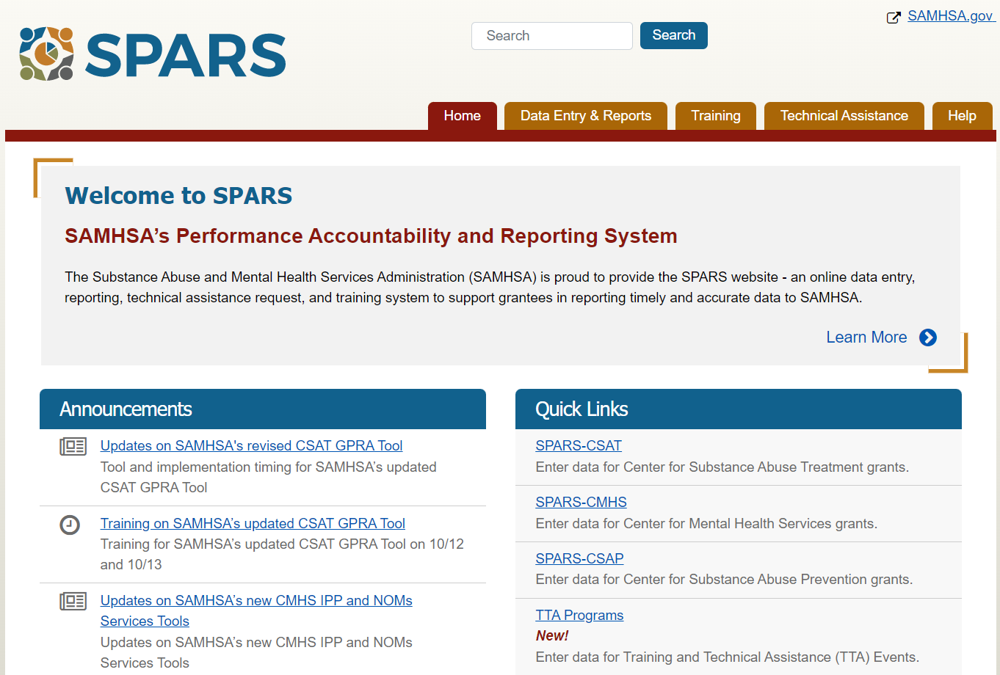 SAMHSA.gov
SPARS
Search
Search
Home
Data Entry & Reports
Training
Technical Assistance
Help
Welcome to SPARS
SAMHSA’s Performance Accountability and Reporting System
The Substance Abuse and Mental Health Services Administration (SAMHSA) is proud to provide the SPARS website - an online data entry,
reporting, technical assistance request, and training system to support grantees in reporting timely and accurate data to SAMHSA.
Learn More
Announcements
Updates on SAMHSA's revised CSAT GPRA Tool
Tool and implementation timing for SAMHSA’s updated
CSAT GPRA Tool
Training on SAMHSA’s updated CSAT GPRA Tool
Training for SAMHSA’s updated CSAT GPRA Tool on 10/12
and 10/13
Updates on SAMHSA’s new CMHS IPP and NOMs
Services Tools
Updates on SAMHSA’s new CMHS IPP and NOMs
Services Tools
Quick Links
SPARS-CSAT
Enter data for Center for Substance Abuse Treatment grants.
SPARS-CMHS
Enter data for Center for Mental Health Services grants.
SPARS-CSAP
Enter data for Center for Substance Abuse Prevention grants.
TTA Programs
New!
Enter data for Training and Technical Assistance (TTA) Events.